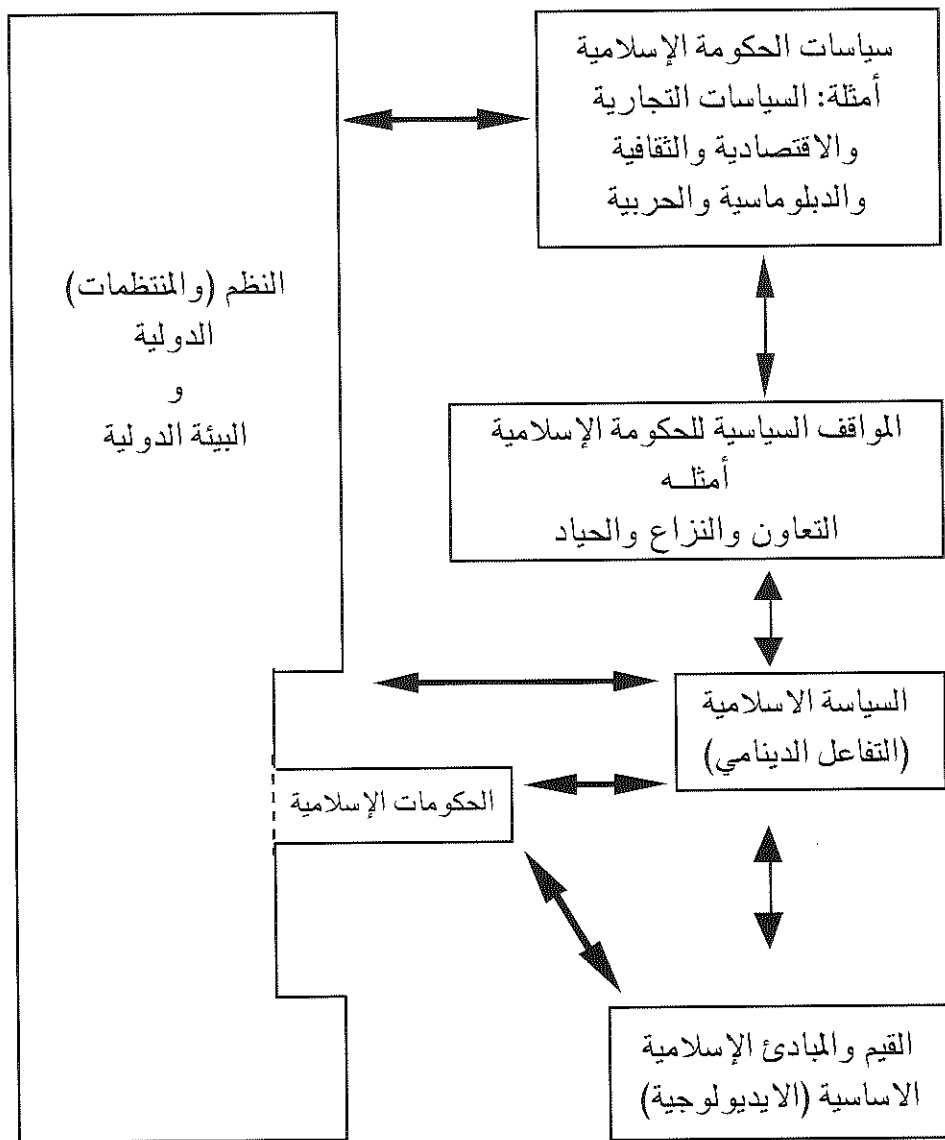 سياسات الحكومة الإسلامية
أمثلة: السياسات التجارية
والاقتصادية والثقافية
والدبلوماسية والحربية
النظم (والمنتظمات)
الدولية
و
البيئة الدولية
المواقف السياسية للحكومة الإسلامية
أمثلــه
التعاون والنزاع والحياد
السياسة الاسلامية
(التفاعل الدينامي)
الحكومات الإسلامية
القيم والمبادئ الإسلامية
الاساسية (الايديولوجية)